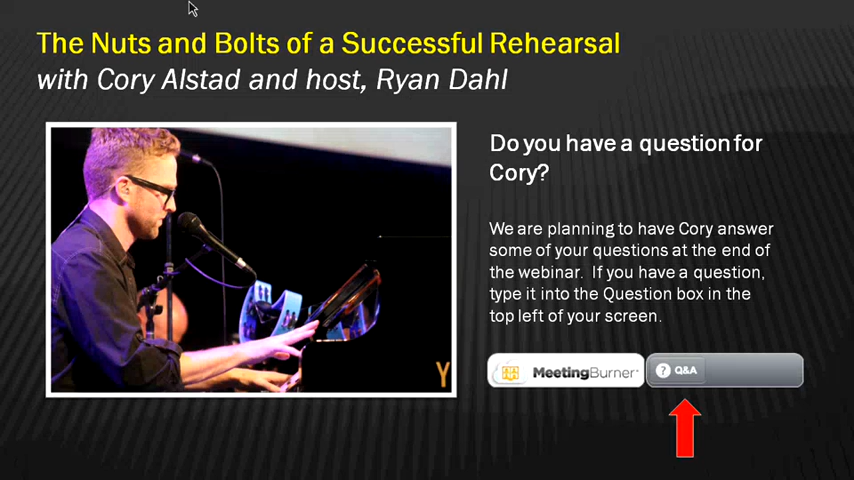 The Nuts and Bolts of a Successful Rehearsal
with Cory Alstad and host, Ryan Dahl
Do you have a question for
Cory?
We are planning to have Cory answer
some of your questions at the end of
the webinar.  If you have a question,
type it into the Question box in the
top left of your screen.
MeetingBurner
? Q&A
Y